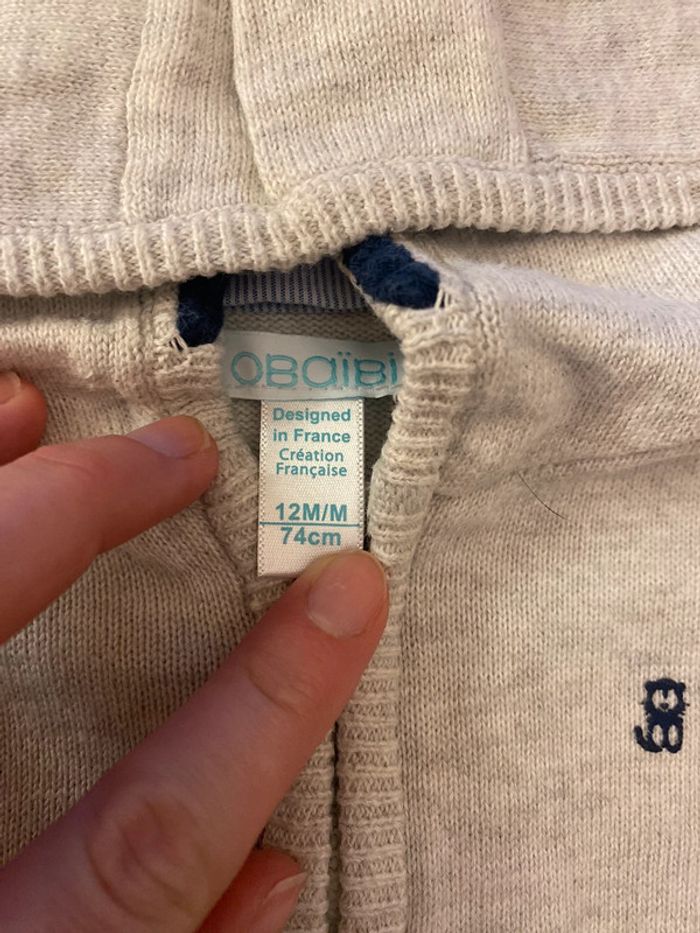 OBaïBi
Designed
in France
Création
Française
12M/M
74cm